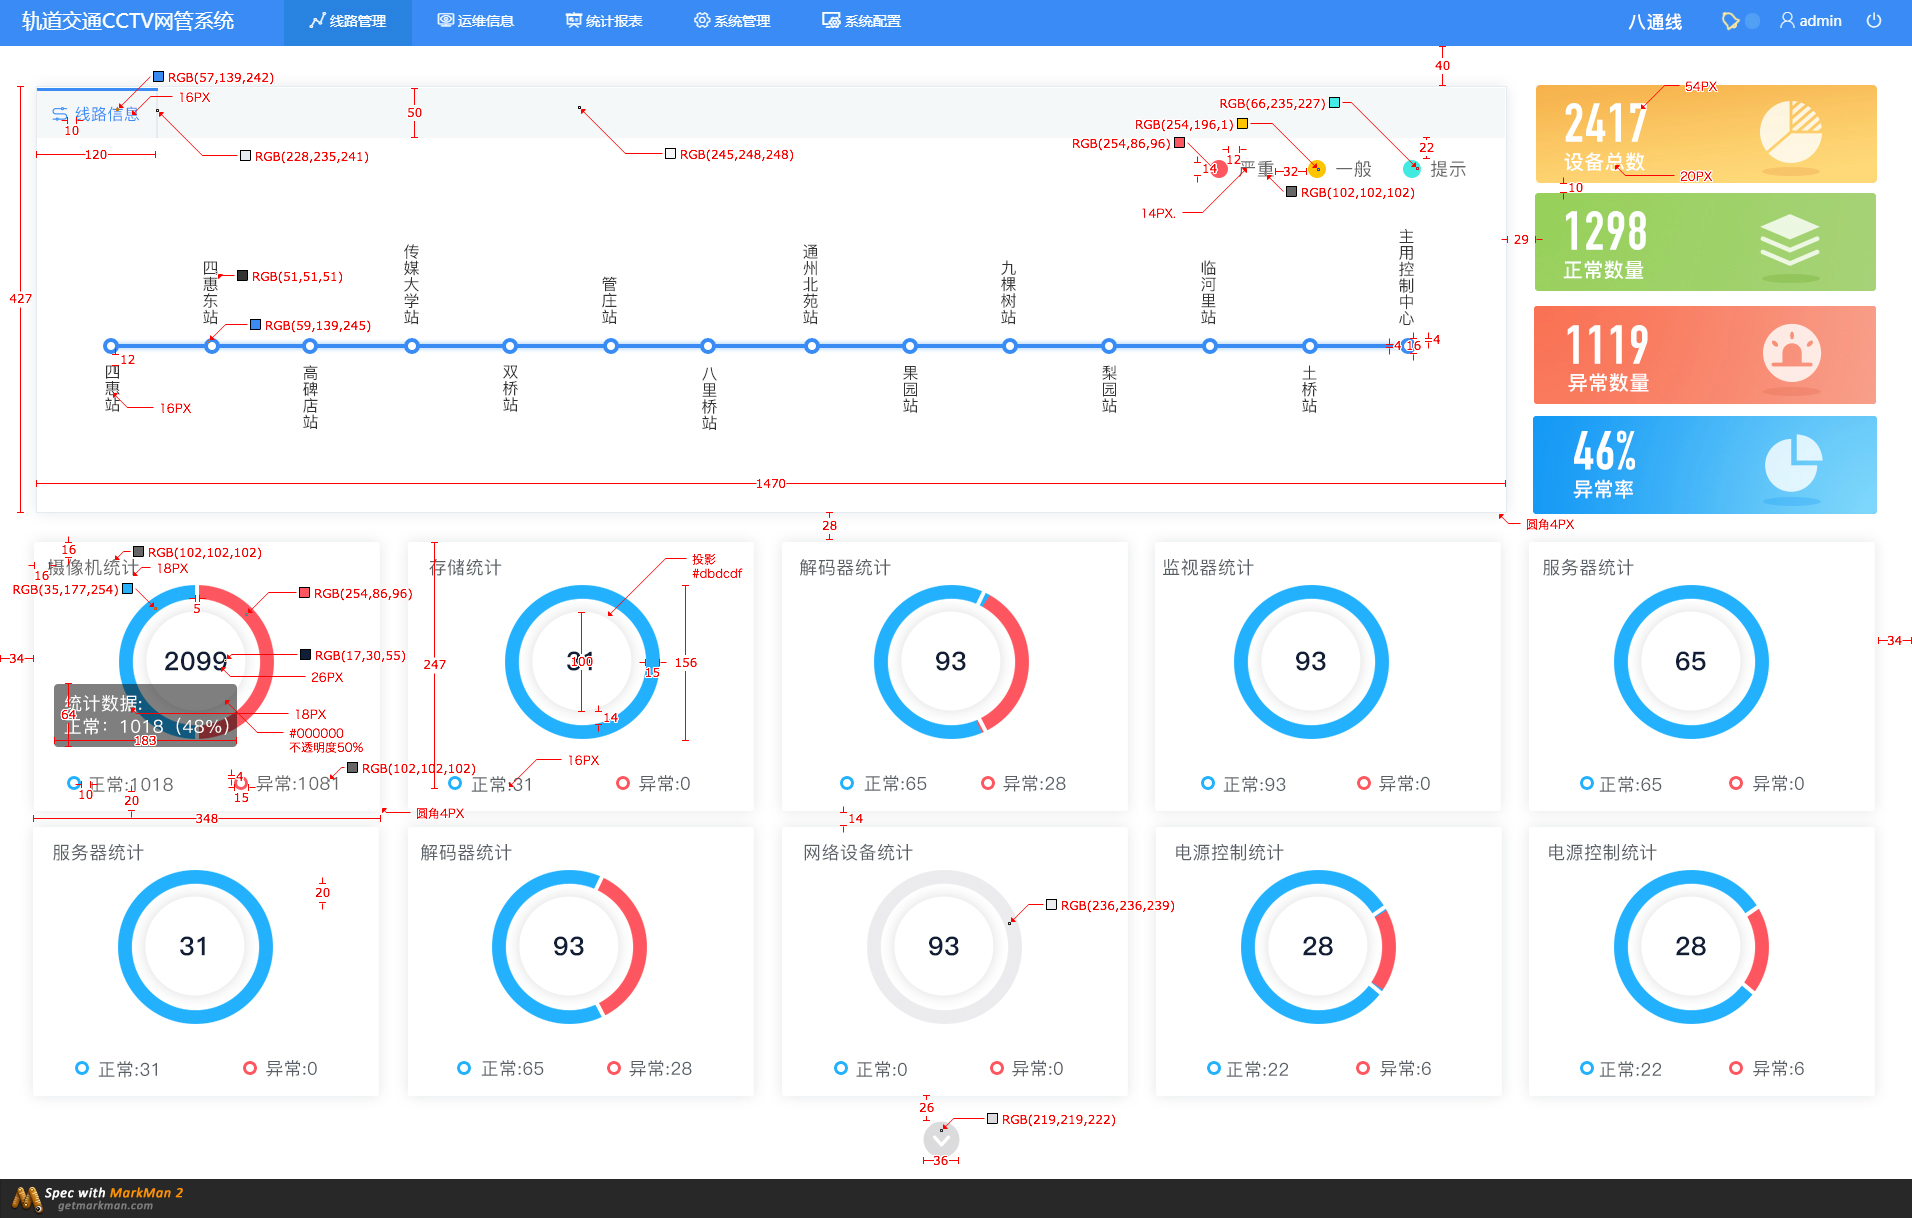 轨道交通CCTV网管系统
线路管理
运维信息
统计报表
系统管理
系统配置
八通线
admin
40
RGB(57,139,242)
16PX
线路信息
10
120
50
RGB(228,235,241)
RGB(245,248,248)
RGB(66,235,227)
RGB(254,196,1)
RGB(254,86,96)
22
12
14
严重
32
一般
提示
RGB(102,102,102)
14PX.
54PX
2417
设备总数
20PX
10
1298
正常数量
29
1119
异常数量
46%
异常率
427
四惠东站
RGB(51,51,51)
传媒大学站
管庄站
通州北苑站
九棵树站
临河里站
主用控制中心
RGB(59,139,245)
12
4
16
4
四惠站
16PX
高碑店站
双桥站
八里桥站
果园站
梨园站
土桥站
1470
圆角4PX
28
16
RGB(102,102,102)
16
摄像机统计
18PX
RGB(35,177,254)
5
RGB(254,86,96)
2099
RGB(17,30,55)
26PX
34
统计数据:
64
正常：1018（48%）
183
18PX
#000000
不透明度50%
正常:1018
4
异常:1081
RGB(102,102,102)
10
20
15
348
圆角4PX
存储统计
投影
#dbdcdf
247
31
100
15
156
14
16PX
正常:31
异常:0
解码器统计
93
正常:65
异常:28
14
监视器统计
93
正常:93
异常:0
服务器统计
65
34
正常:65
异常:0
服务器统计
20
31
正常:31
异常:0
解码器统计
93
正常:65
异常:28
网络设备统计
RGB(236,236,239)
93
正常:0
异常:0
电源控制统计
28
正常:22
异常:6
电源控制统计
28
正常:22
异常:6
26
RGB(219,219,222)
36
Spec with MarkMan 2
getmarkman.com